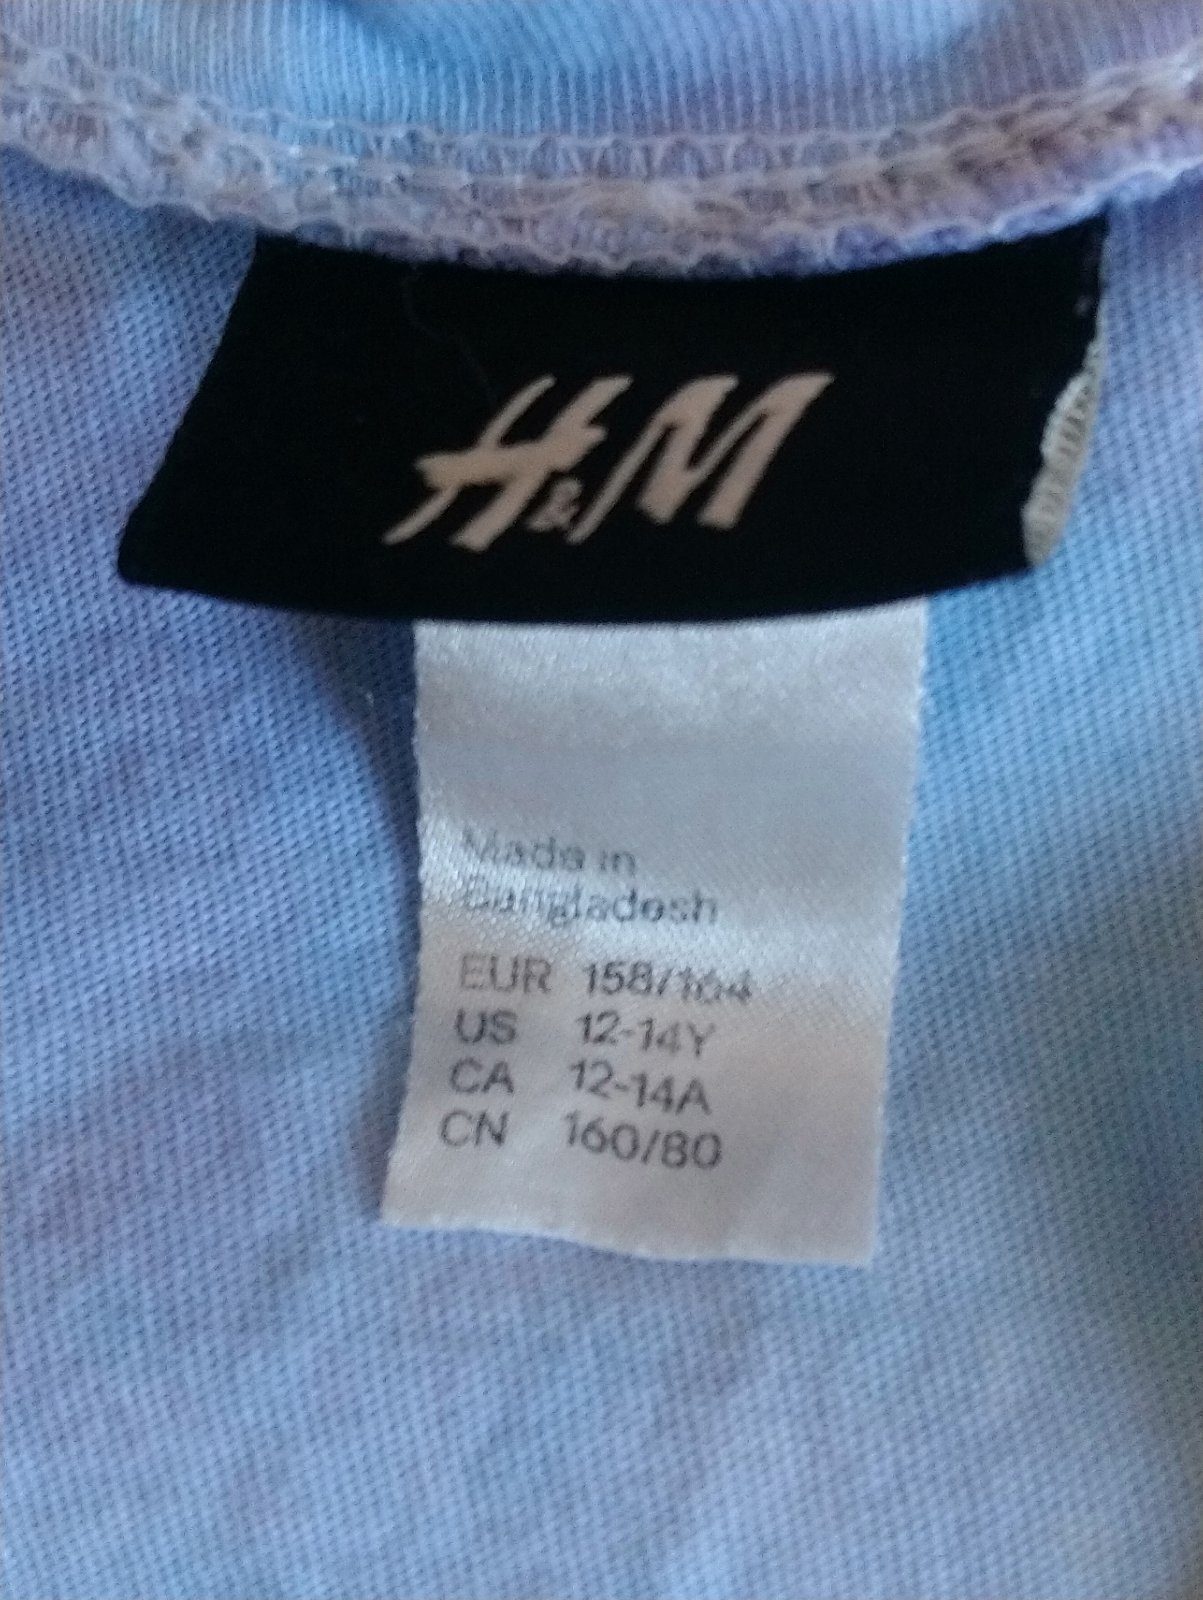 H&M
Made in
Bangladesh
EUR 158/164
US 12-14Y
CA 12-14A
CN 160/80